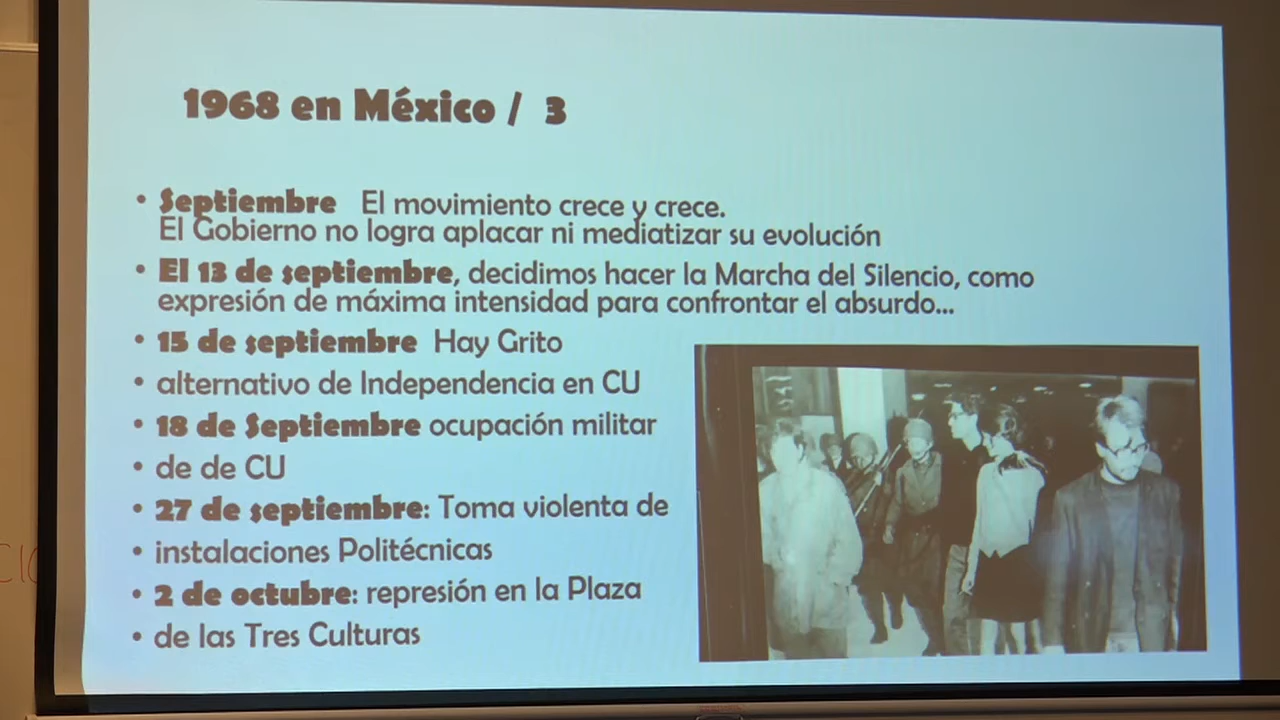 1968 en México / 3
• Septiembre El movimiento crece y crece.
El Gobierno no logra aplacar ni mediatizar su evolución
• El 13 de septiembre, decidimos hacer la Marcha del Silencio, como
expresión de máxima intensidad para confrontar el absurdo...
• 15 de septiembre Hay Grito
• alternativo de Independencia en CU
• 18 de Septiembre ocupación militar
• de de CU
• 27 de septiembre: Toma violenta de
• instalaciones Politécnicas
• 2 de octubre: represión en la Plaza
• de las Tres Culturas